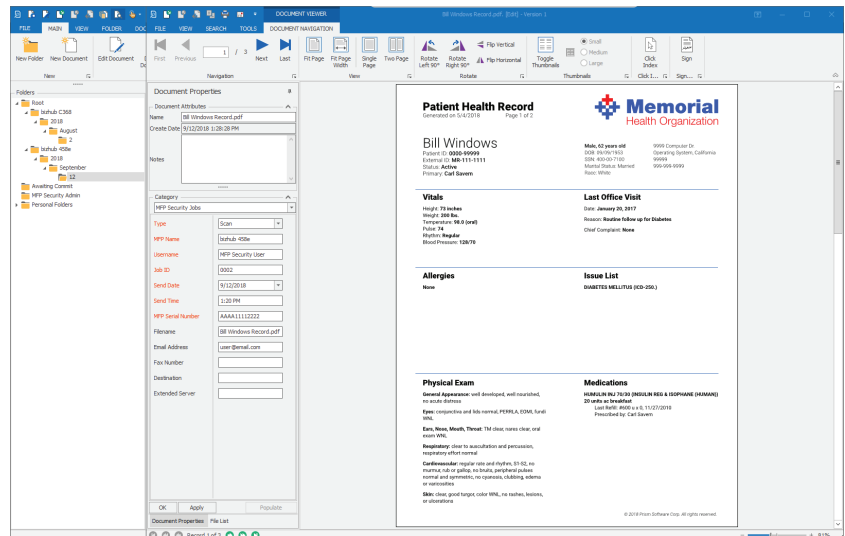 DOCUMENT VIEWER
Bill Windows Record.pdf: [Edit] - Version 1
FILE MAIN VIEW FOLDER DOC
FILE VIEW SEARCH TOOLS DOCUMENT NAVIGATION
New Folder New Document Edit Document
New
First Previous 1 / 3 Next Last
Navigation
Fit Page Fit Page Width Single Page Two Page
View
Rotate Left 90° Rotate Right 90° Flip Vertical Flip Horizontal
Rotate
Toggle Thumbnails Small Medium Large
Thumbnails
Click Index
Click I...
Sign
Sign...
Folders
Root
bizhub C368
2018
August
2
bizhub 458e
2018
September
12
Awaiting Commit
MFP Security Admin
Personal Folders
Document Properties
Document Attributes
Name Bill Windows Record.pdf
Create Date 9/12/2018 1:28:28 PM
Notes
Category
MFP Security Jobs
Type Scan
MFP Name bizhub 458e
Username MFP Security User
Job ID 0002
Send Date 9/12/2018
Send Time 1:20 PM
MFP Serial Number AAAA11112222
Filename Bill Windows Record.pdf
Email Address user@email.com
Fax Number
Destination
Extended Server
OK Apply Populate
Document Properties File List
Record 1 of 2
81%
Patient Health Record
Generated on 5/4/2018 Page 1 of 2
Memorial
Health Organization
Bill Windows
Patient ID: 0000-99999
External ID: MR-111-1111
Status: Active
Primary: Carl Savem
Male, 62 years old
DOB: 09/09/1953
SSN: 400-00-7100
Marital Status: Married
Race: White
9999 Computer Dr.
Operating System, California
99999
999-999-9999
Vitals
Height: 73 inches
Weight: 200 lbs.
Temperature: 98.0 (oral)
Pulse: 74
Rhythm: Regular
Blood Pressure: 128/70
Last Office Visit
Date: January 20, 2017
Reason: Routine follow up for Diabetes
Chief Complaint: None
Allergies
None
Issue List
DIABETES MELLITUS (ICD-250.)
Physical Exam
General Appearance: well developed, well nourished,
no acute distress
Eyes: conjunctiva and lids normal, PERRLA, EOMI, fundi
WNL
Ears, Nose, Mouth, Throat: TM clear, nares clear, oral
exam WNL
Respiratory: clear to auscultation and percussion,
respiratory effort normal
Cardiovascular: regular rate and rhythm, S1-S2, no
murmur, rub or gallop, no bruits, peripheral pulses
normal and symmetric, no cyanosis, clubbing, edema
or varicosities
Skin: clear, good turgor, color WNL, no rashes, lesions,
or ulcerations
Medications
HUMULIN INJ 70/30 (INSULIN REG & ISOPHANE (HUMAN))
20 units ac breakfast
Last Refill: #600 u x 0, 11/27/2010
Prescribed by: Carl Savem
© 2018 Prism Software Corp. All rights reserved.